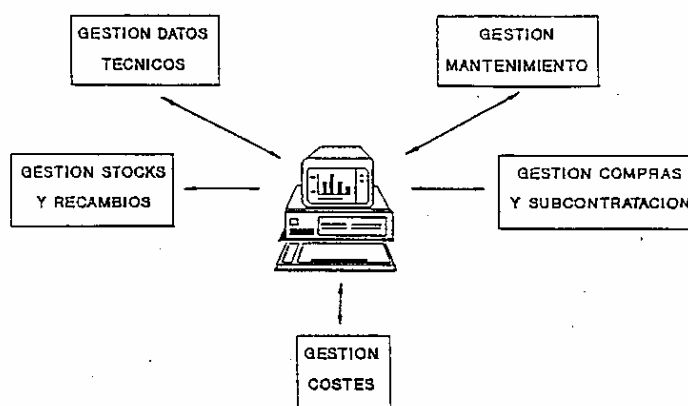 GESTION DATOS
TECNICOS
GESTION
MANTENIMIENTO
GESTION STOCKS
Y RECAMBIOS
GESTION COMPRAS
Y SUBCONTRATACION
GESTION
COSTES